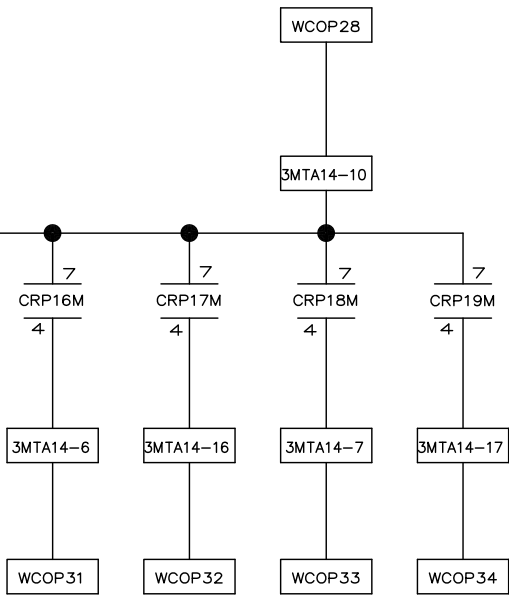 WCOP28
3MTA14-10
7 7 7 7
CRP16M CRP17M CRP18M CRP19M
4 4 4 4
3MTA14-6 3MTA14-16 3MTA14-7 3MTA14-17
WCOP31 WCOP32 WCOP33 WCOP34